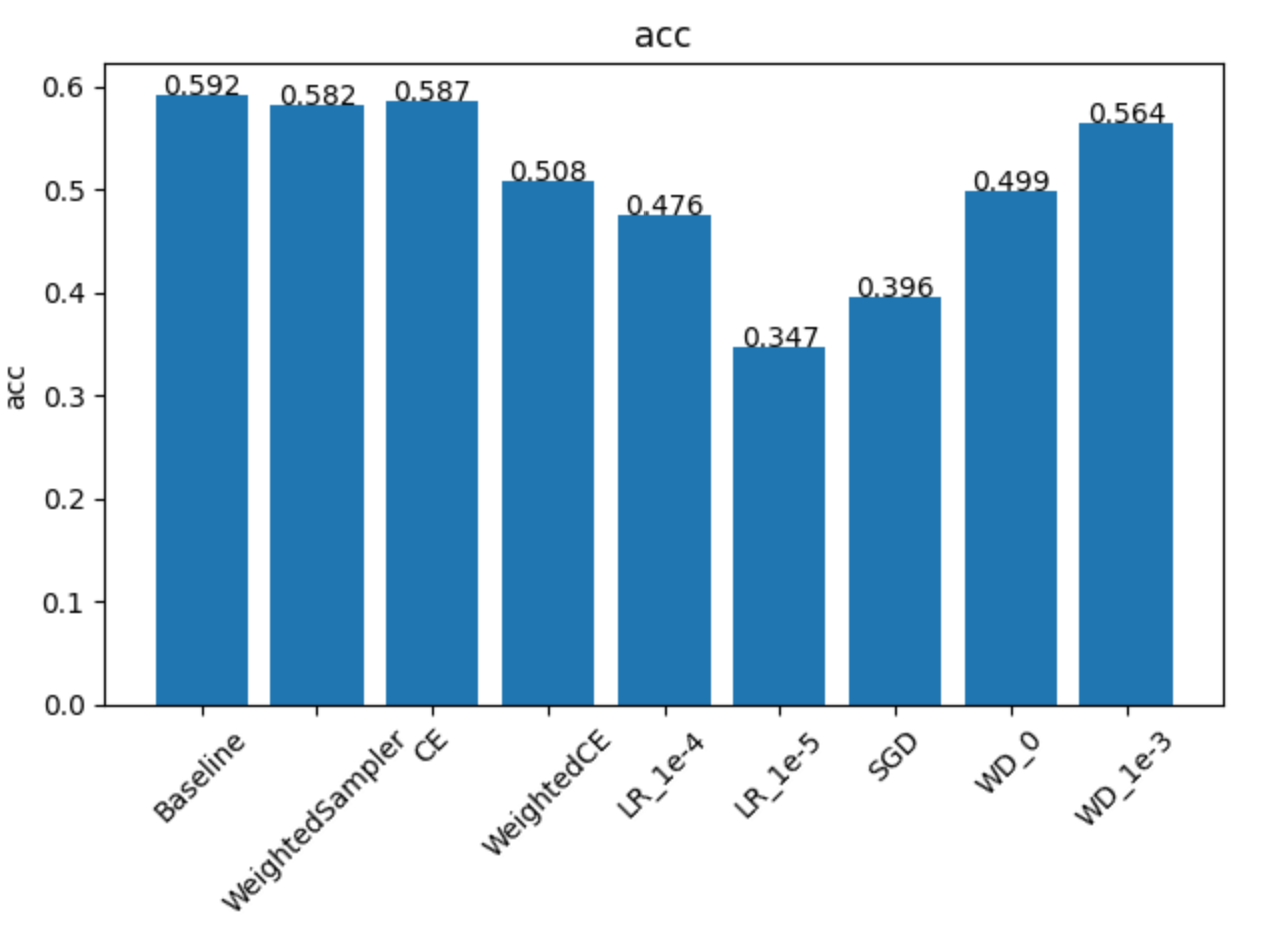 acc
0.592
0.582
0.587
0.508
0.476
0.347
0.396
0.499
0.564
0.6
0.5
0.4
0.3
0.2
0.1
0.0
acc
Baseline
WeightedSampler
CE
WeightedCE
LR_1e-4
LR_1e-5
SGD
WD_0
WD_1e-3